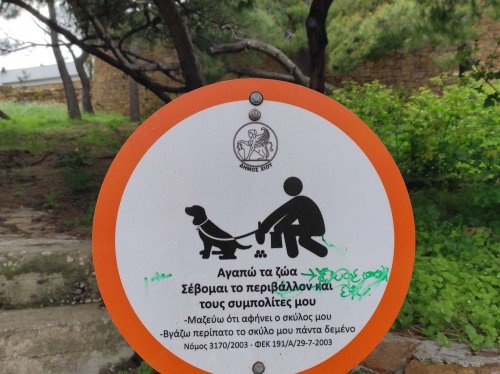 ΔΗΜΟΣ ΧΙΟΥ
Αγαπώ τα ζώα
Σέβομαι το περιβάλλον και
τους συμπολίτες μου
-Μαζεύω ότι αφήνει ο σκύλος μου
-Βγάζω περίπατο το σκύλο μου πάντα δεμένο
Νόμος 3170/2003 - ΦΕΚ 191/Α/29-7-2003